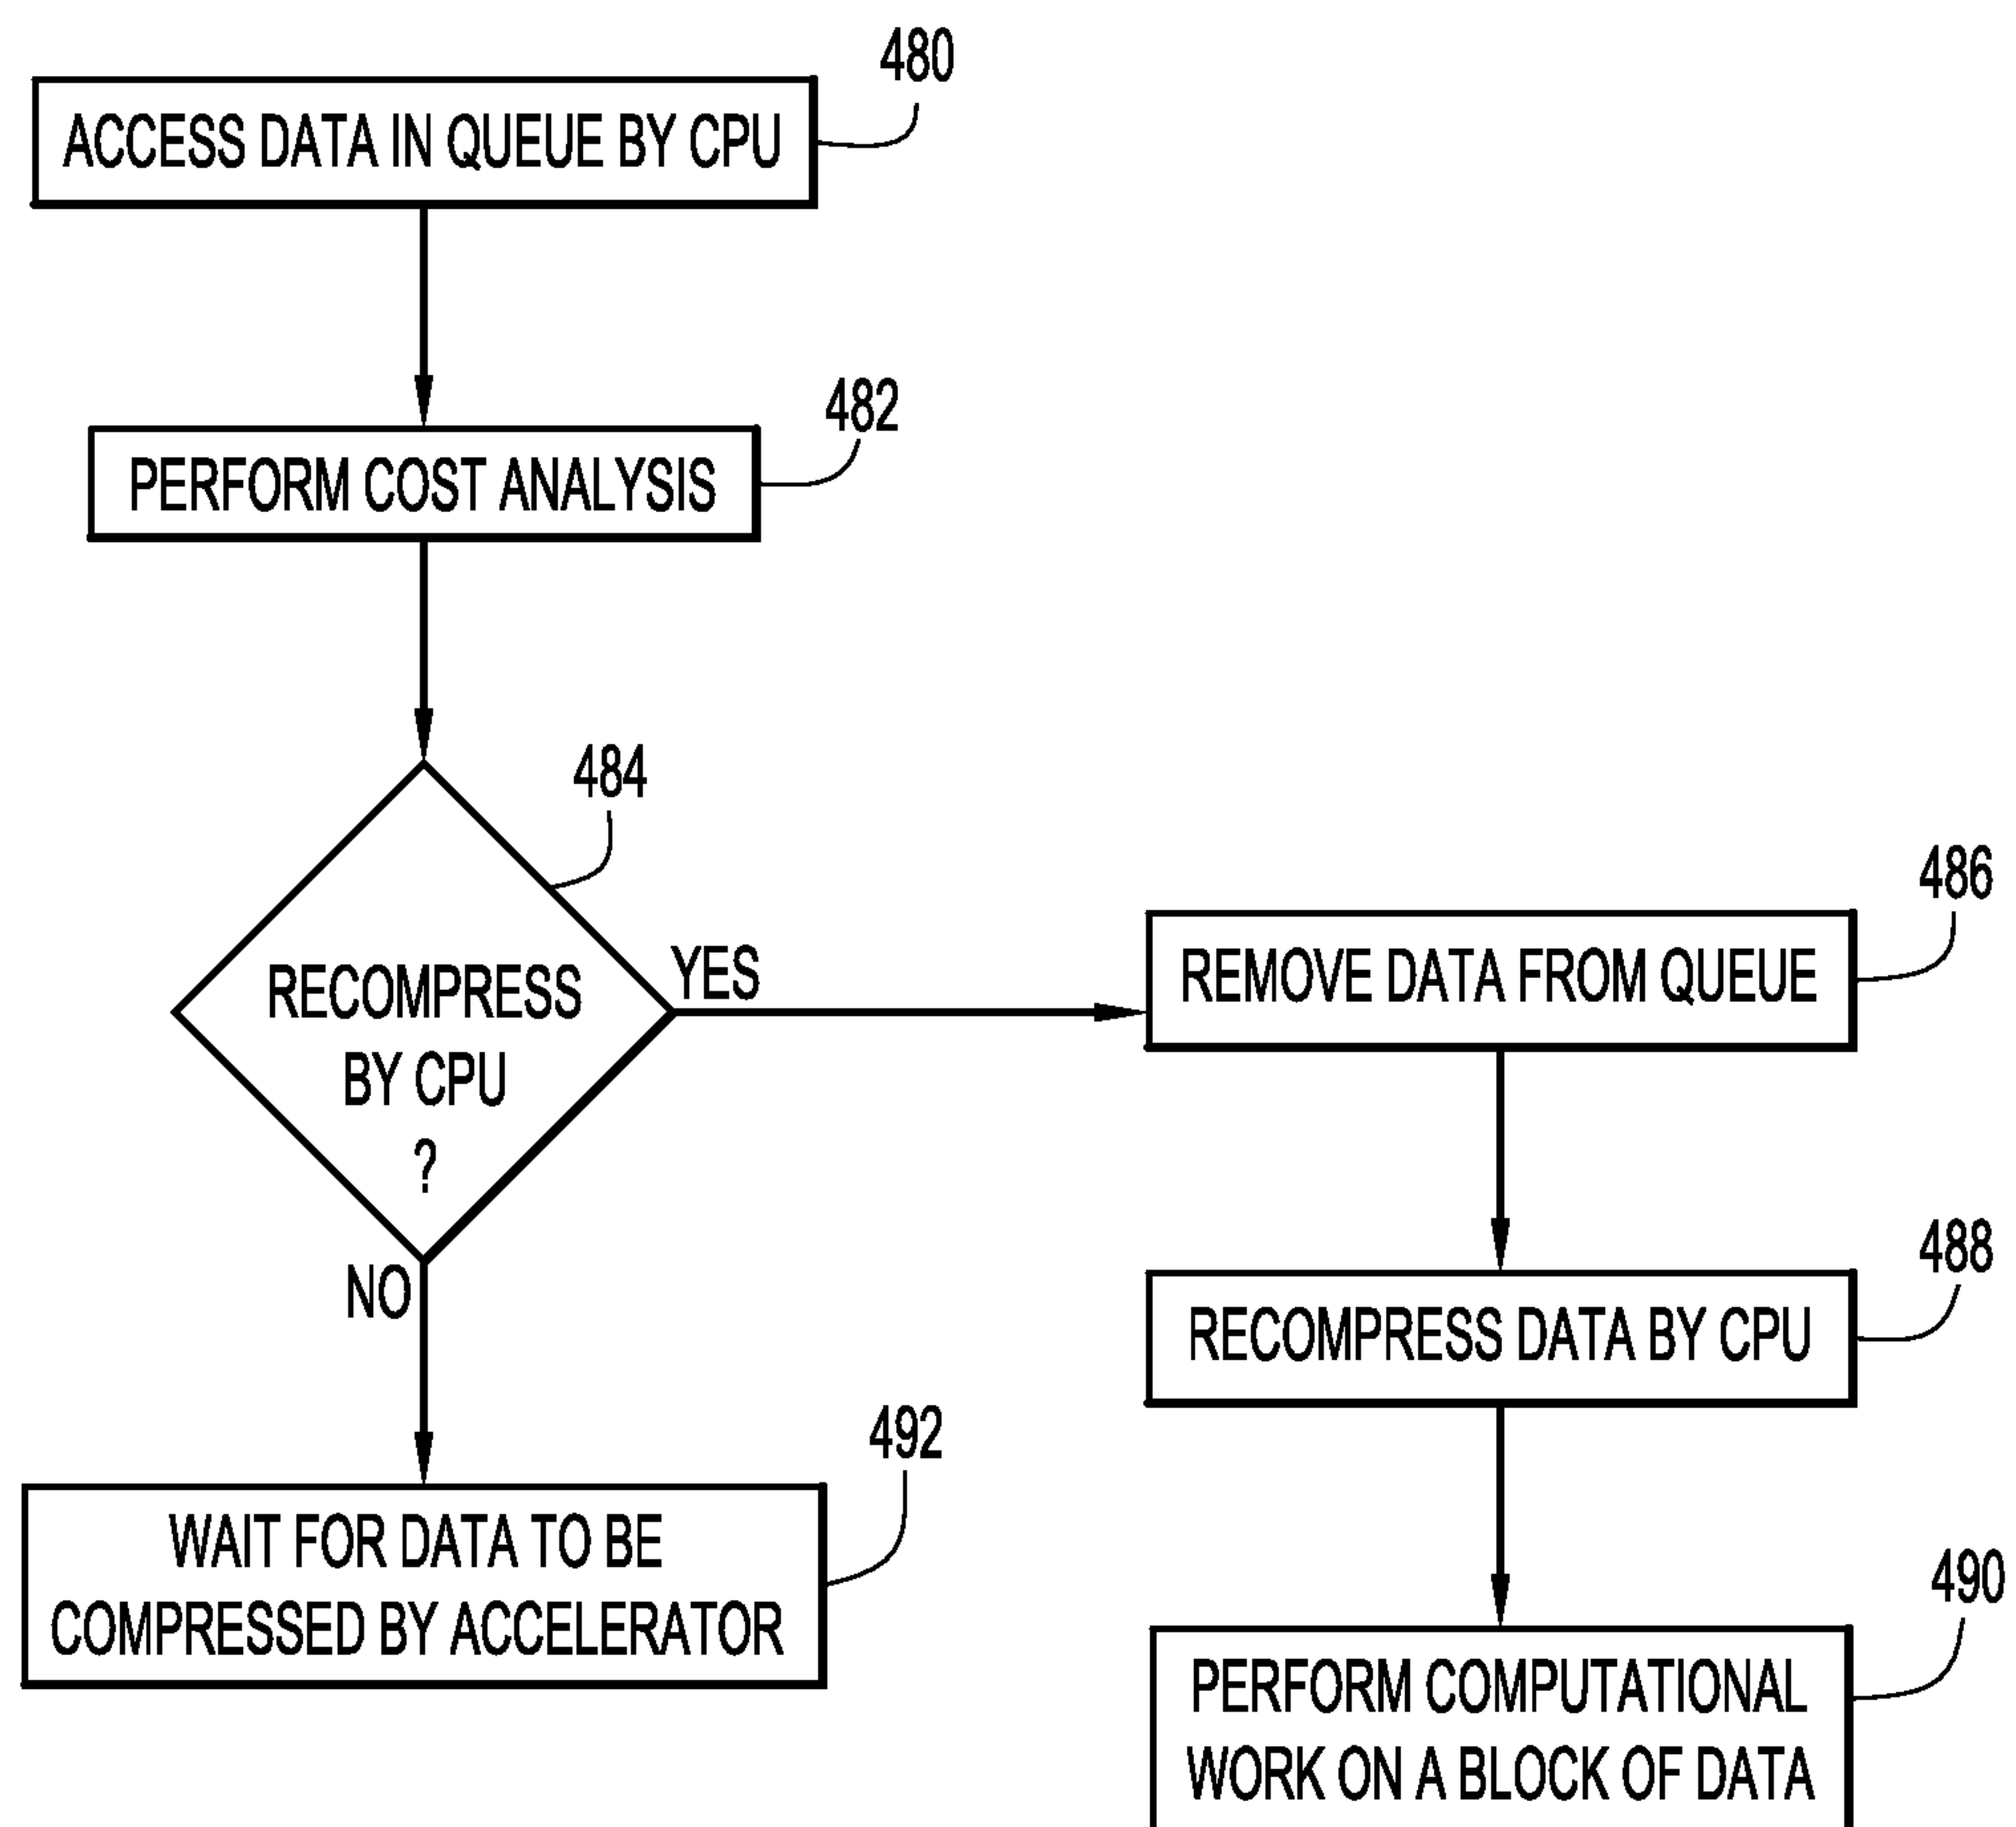 480
ACCESS DATA IN QUEUE BY CPU
482
PERFORM COST ANALYSIS
484
RECOMPRESS
BY CPU
?
YES
NO
486
REMOVE DATA FROM QUEUE
488
RECOMPRESS DATA BY CPU
492
WAIT FOR DATA TO BE
COMPRESSED BY ACCELERATOR
490
PERFORM COMPUTATIONAL
WORK ON A BLOCK OF DATA